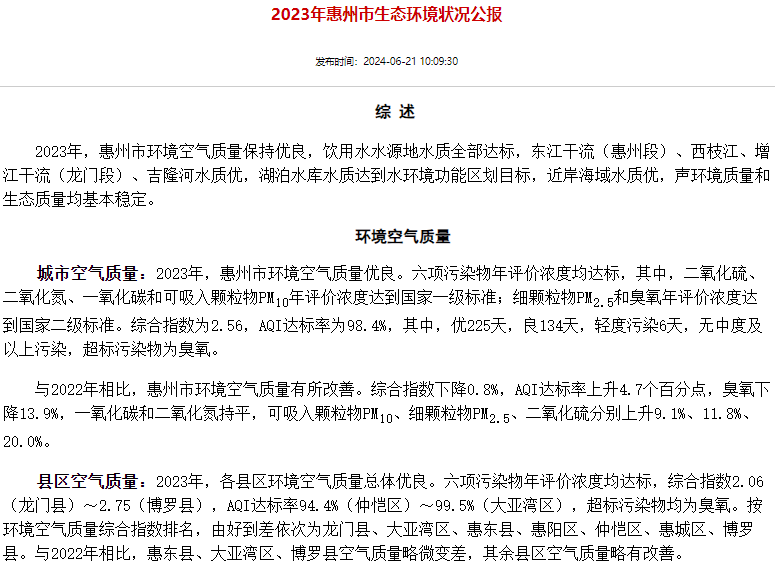 2023年惠州市生态环境状况公报
发布时间：2024-06-21 10:09:30
综 述
2023年，惠州市环境空气质量保持优良，饮用水水源地水质全部达标，东江干流（惠州段）、西枝江、增
江干流（龙门段）、吉隆河水质优，湖泊水库水质达到水环境功能区划目标，近岸海域水质优，声环境质量和
生态质量均基本稳定。
环境空气质量
城市空气质量：2023年，惠州市环境空气质量优良。六项污染物年评价浓度均达标，其中，二氧化硫、
二氧化氮、一氧化碳和可吸入颗粒物PM10年评价浓度达到国家一级标准；细颗粒物PM2.5和臭氧年评价浓度达
到国家二级标准。综合指数为2.56，AQI达标率为98.4%，其中，优225天，良134天，轻度污染6天，无中度及
以上污染，超标污染物为臭氧。
与2022年相比，惠州市环境空气质量有所改善。综合指数下降0.8%，AQI达标率上升4.7个百分点，臭氧下
降13.9%，一氧化碳和二氧化氮持平，可吸入颗粒物PM10、细颗粒物PM2.5、二氧化硫分别上升9.1%、11.8%、
20.0%。
县区空气质量：2023年，各县区环境空气质量总体优良。六项污染物年评价浓度均达标，综合指数2.06
（龙门县）～2.75（博罗县），AQI达标率94.4%（仲恺区）～99.5%（大亚湾区），超标污染物均为臭氧。按
环境空气质量综合指数排名，由好到差依次为龙门县、大亚湾区、惠东县、惠阳区、仲恺区、惠城区、博罗
县。与2022年相比，惠东县、大亚湾区、博罗县空气质量略微变差，其余县区空气质量略有改善。